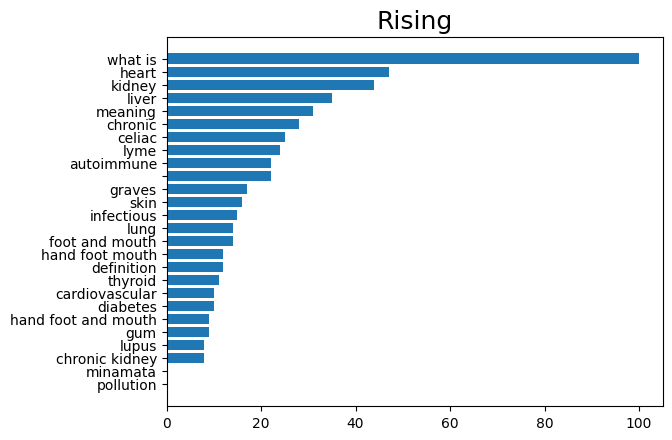 Rising
what is
heart
kidney
liver
meaning
chronic
celiac
lyme
autoimmune
graves
skin
infectious
lung
foot and mouth
hand foot mouth
definition
thyroid
cardiovascular
diabetes
hand foot and mouth
gum
lupus
chronic kidney
minamata
pollution
0 20 40 60 80 100